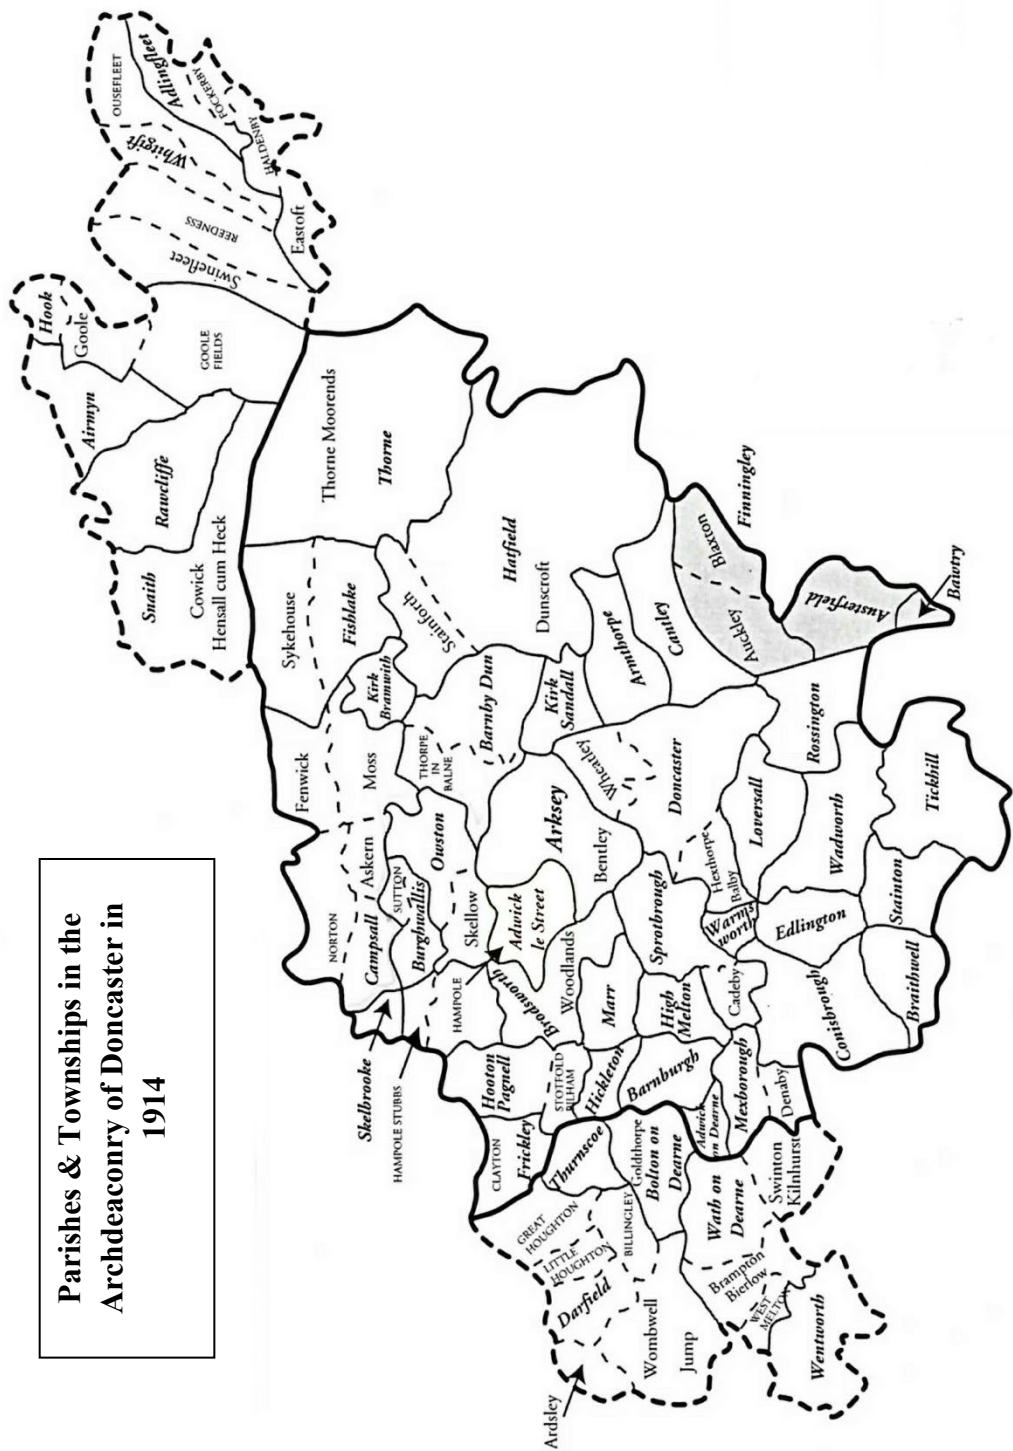 Parishes & Townships in the
Archdeaconry of Doncaster in
1914
OUSEFLEET
Adlingfleet
FOCKERBY
Whitgift
HALDENBY
REEDNESS
Eastoft
Swinefleet
Hook
Goole
GOOLE
FIELDS
Airmyn
Rawcliffe
Snaith
Cowick
Hensall cum Heck
Thorne Moorends
Thorne
Sykehouse
Fishlake
Stainforth
Hatfield
Dunscroft
Kirk
Bramwith
Fenwick
Moss
THORPE
IN
BALNE
Barnby Dun
Kirk
Sandall
Armthorpe
Cantley
Blaxton
Finningley
Auckley
Austerfield
Bawtry
NORTON
Askern
Campsall
SUTTON
Owston
Burghwallis
Skellow
Arksey
Bentley
Wheatley
Doncaster
Hexthorpe
Balby
Loversall
Rossington
Wadworth
Tickhill
Skelbrooke
HAMPOLE STUBBS
HAMPOLE
Adwick
le Street
Woodlands
Brodsworth
Marr
Sprotbrough
Warms
worth
Edlington
Stainton
High
Melton
Cadeby
Conisbrough
Braithwell
Hooton
Pagnell
STOTFOLD
BILHAM
Hickleton
Barnburgh
Adwick
on Dearne
Mexborough
Denaby
CLAYTON
Frickley
Thurnscoe
Goldthorpe
Bolton on
Dearne
Wath on
Dearne
Swinton
Kilnhurst
GREAT
HOUGHTON
LITTLE
HOUGHTON
BILLINGLEY
Darfield
Brampton
Bierlow
WEST
MELTON
Wentworth
Wombwell
Jump
Ardsley